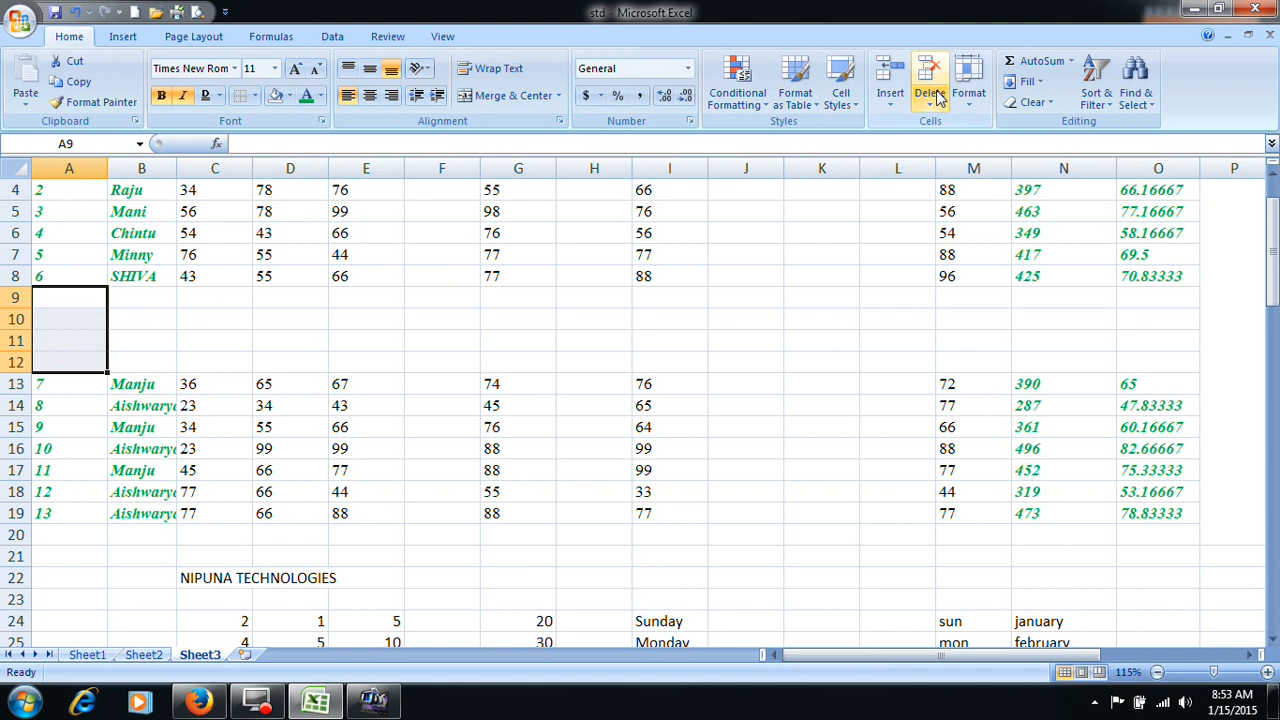 std - Microsoft Excel
Home Insert Page Layout Formulas Data Review View
Paste Cut Copy Format Painter Clipboard
Times New Rom 11 B I D A A A Font
Wrap Text Merge & Center Alignment
General $ % , Number
Conditional Formatting Format as Table Cell Styles Styles
Insert Delete Format Cells
Σ AutoSum Fill Clear Sort & Filter Find & Select Editing
A9 fx
A B C D E F G H I J K L M N O P
4 2 Raju 34 78 76 55 66 88 397 66.16667
5 3 Mani 56 78 99 98 76 56 463 77.16667
6 4 Chintu 54 43 66 76 56 54 349 58.16667
7 5 Minny 76 55 44 77 77 88 417 69.5
8 6 SHIVA 43 55 66 77 88 96 425 70.83333
9
10
11
12
13 7 Manju 36 65 67 74 76 72 390 65
14 8 Aishwarya 23 34 43 45 65 77 287 47.83333
15 9 Manju 34 55 66 76 64 66 361 60.16667
16 10 Aishwarya 23 99 99 88 99 88 496 82.66667
17 11 Manju 45 66 77 88 99 77 452 75.33333
18 12 Aishwarya 77 66 44 55 33 44 319 53.16667
19 13 Aishwarya 77 66 88 88 77 77 473 78.83333
20
21
22 NIPUNA TECHNOLOGIES
23
24 2 1 5 20 Sunday sun january
25 4 5 10 30 Monday mon february
Sheet1 Sheet2 Sheet3
Ready 115%
8:53 AM
1/15/2015